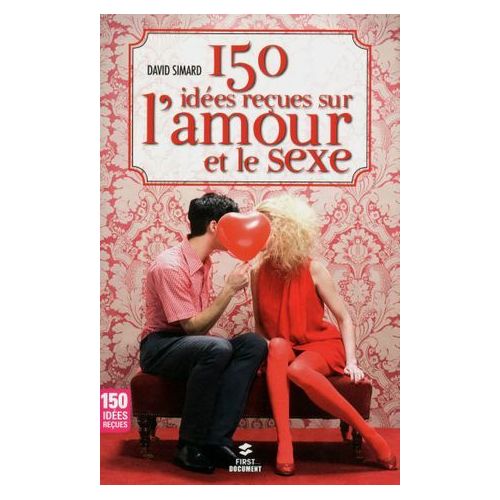 DAVID SIMARD
150
idées reçues sur
l'amour
et le sexe
150
IDÉES
REÇUES
FIRST
DOCUMENT